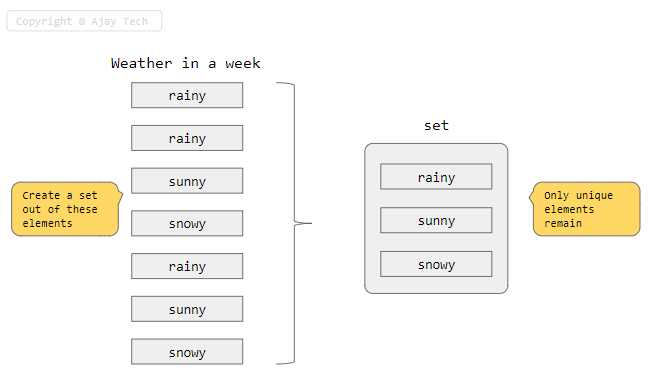 Copyright © Ajay Tech
Weather in a week
rainy
rainy
sunny
snowy
rainy
sunny
snowy
Create a set
out of these
elements
set
rainy
sunny
snowy
Only unique
elements
remain